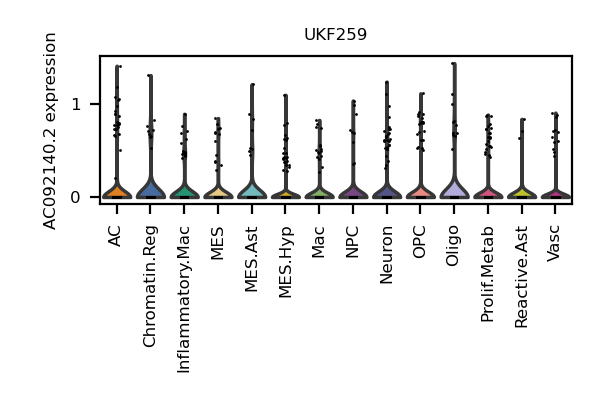 UKF259
AC092140.2 expression
1
0
AC
Chromatin.Reg
Inflammatory.Mac
MES
MES.Ast
MES.Hyp
Mac
NPC
Neuron
OPC
Oligo
Prolif.Metab
Reactive.Ast
Vasc